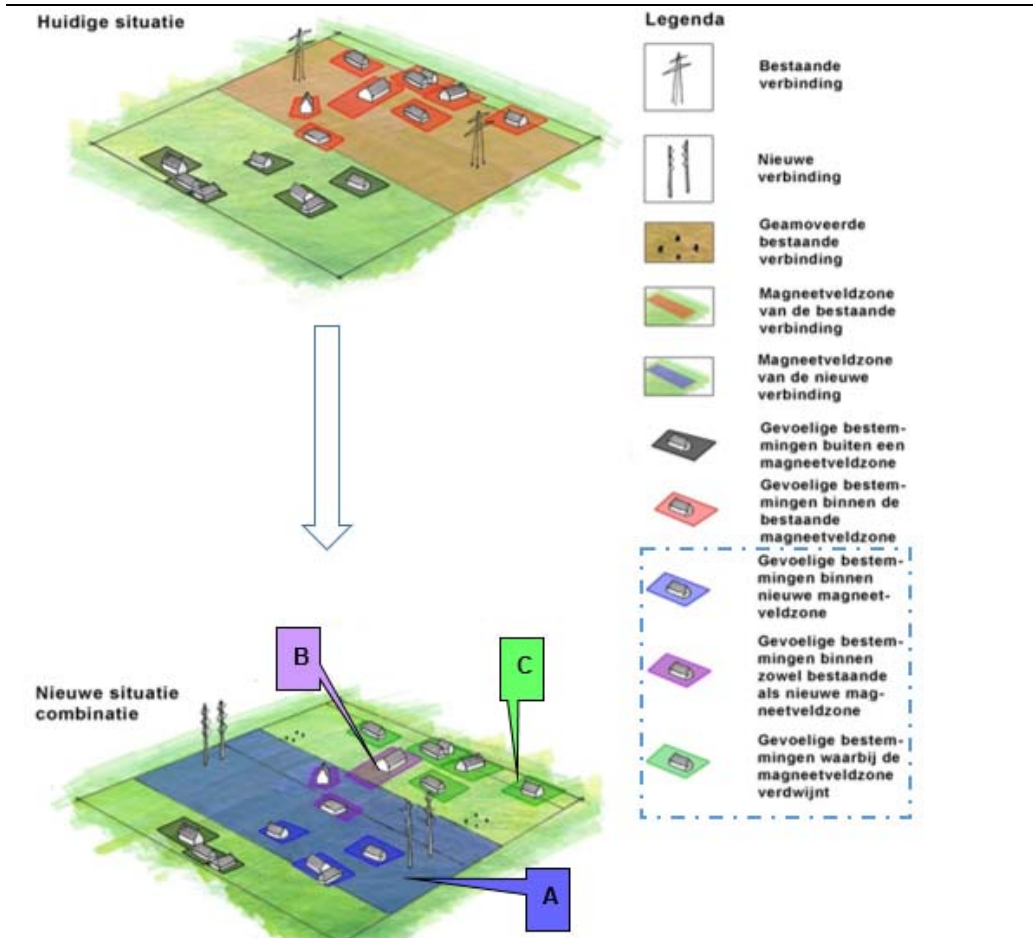 Huidige situatie
Legenda
Bestaande
verbinding
Nieuwe
verbinding
Geamoveerde
bestaande
verbinding
Magneetveldzone
van de bestaande
verbinding
Magneetveldzone
van de nieuwe
verbinding
Gevoelige bestem-
mingen buiten een
magneetveldzone
Gevoelige bestem-
mingen binnen de
bestaande
magneetveldzone
Gevoelige bestem-
mingen binnen
nieuwe magneet-
veldzone
Gevoelige bestem-
mingen binnen
zowel bestaande
als nieuwe mag-
neetveldzone
Gevoelige bestem-
mingen waarbij de
magneetveldzone
verdwijnt
Nieuwe situatie
combinatie
B
C
A